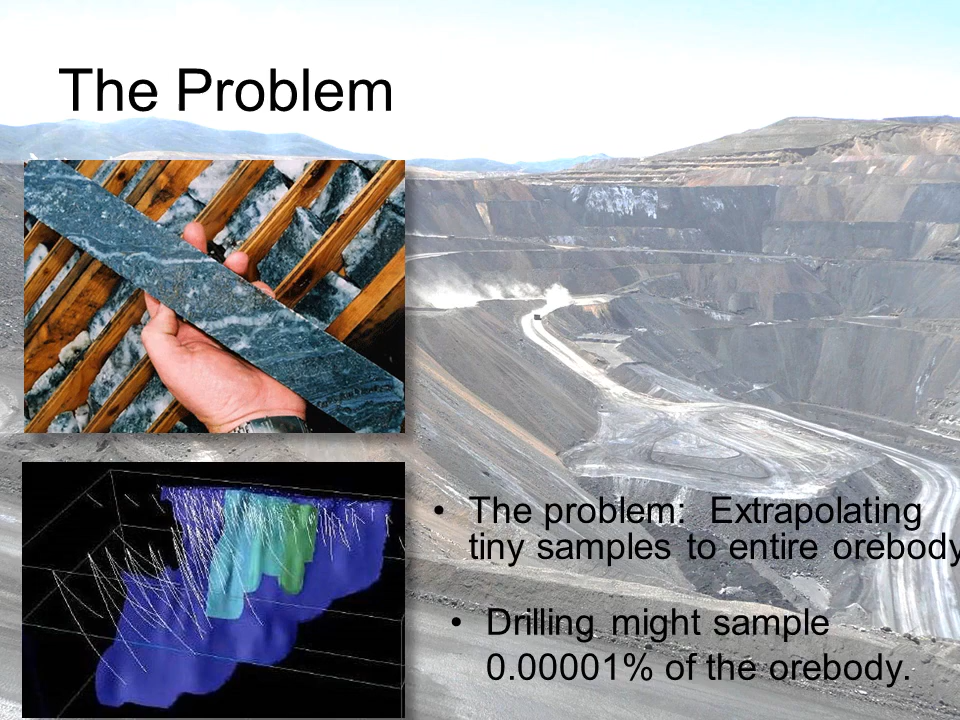 The Problem
• The problem:  Extrapolating
tiny samples to entire orebody
• Drilling might sample
0.00001% of the orebody.